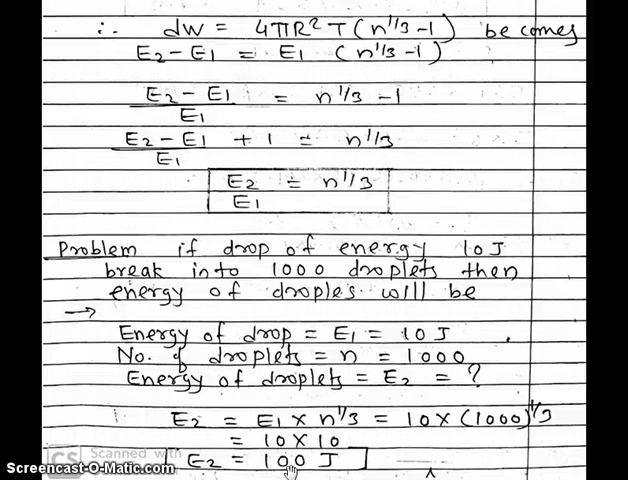 ∴ dW = 4πR² T (n^1/3 - 1) becomes
E₂ - E₁ = E₁ (n^1/3 - 1)
E₂ - E₁ / E₁ = n^1/3 - 1
E₂ - E₁ / E₁ + 1 = n^1/3
E₂ / E₁ = n^1/3
Problem if drop of energy 10 J
break into 1000 droplets then
energy of droples will be
→
Energy of drop = E₁ = 10 J .
No. of droplets = n = 1000
Energy of droplets = E₂ = ?
E₂ = E₁ × n^1/3 = 10 × (1000)^1/3
= 10 × 10
CS Scanned with
E₂ = 100 J
Screencast-O-Matic.com